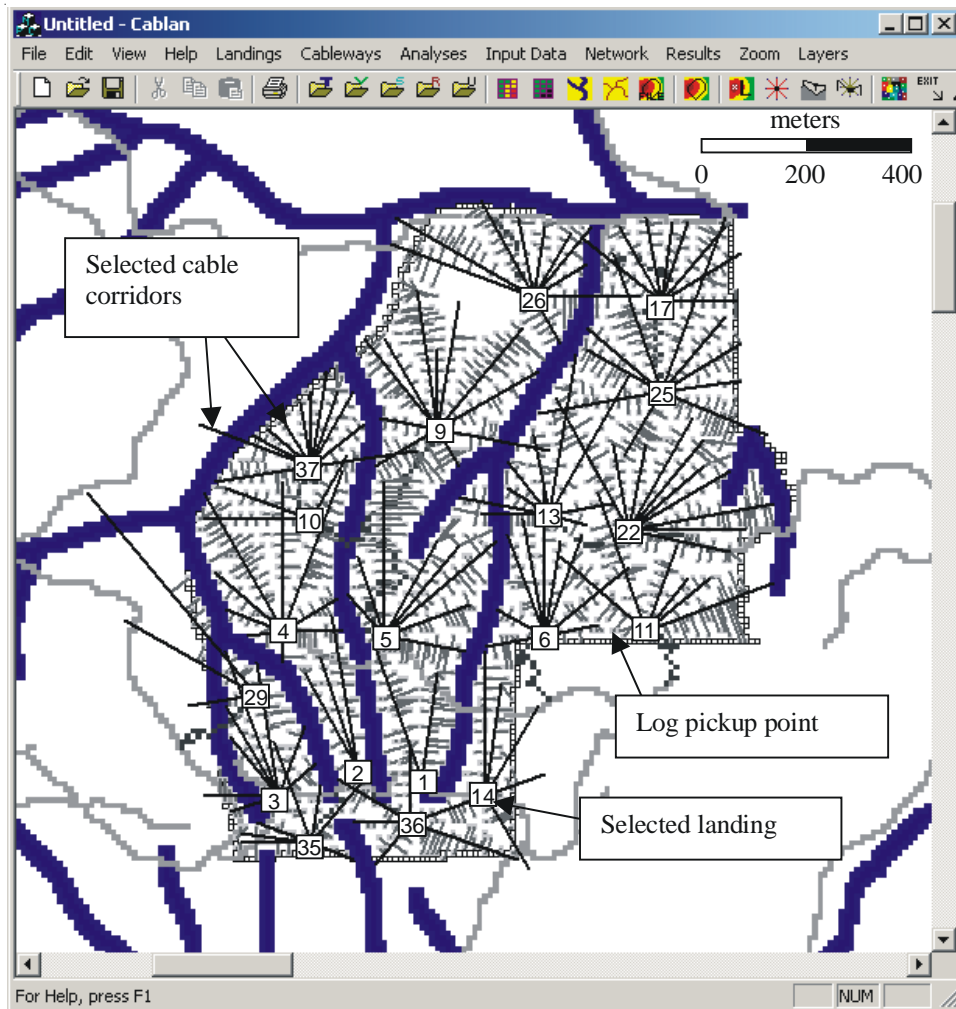 Untitled - Cablan
File Edit View Help Landings Cableways Analyses Input Data Network Results Zoom Layers
FILE
EXIT
meters
0 200 400
Selected cable
corridors
26
17
25
9
37
10
13
22
4
5
6
11
29
Log pickup point
2
1
3
14
36
35
Selected landing
For Help, press F1
NUM